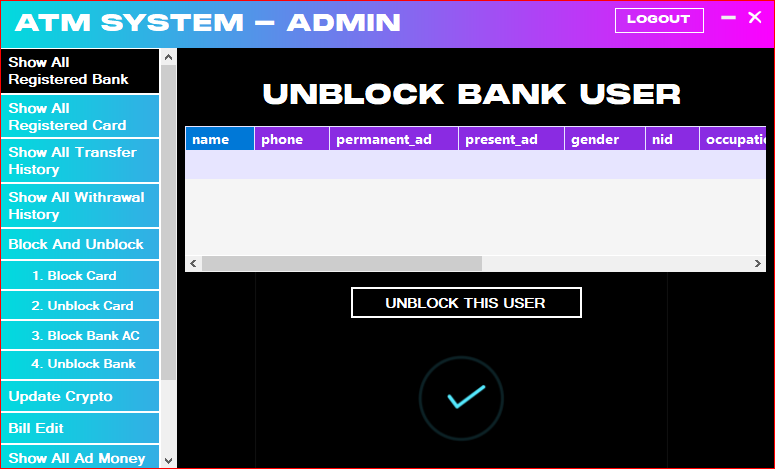 ATM SYSTEM – ADMIN
LOGOUT
Show All
Registered Bank
Show All
Registered Card
Show All Transfer
History
Show All Withrawal
History
Block And Unblock
1. Block Card
2. Unblock Card
3. Block Bank AC
4. Unblock Bank
Update Crypto
Bill Edit
Show All Ad Money
UNBLOCK BANK USER
name phone permanent_ad present_ad gender nid occupatio
UNBLOCK THIS USER